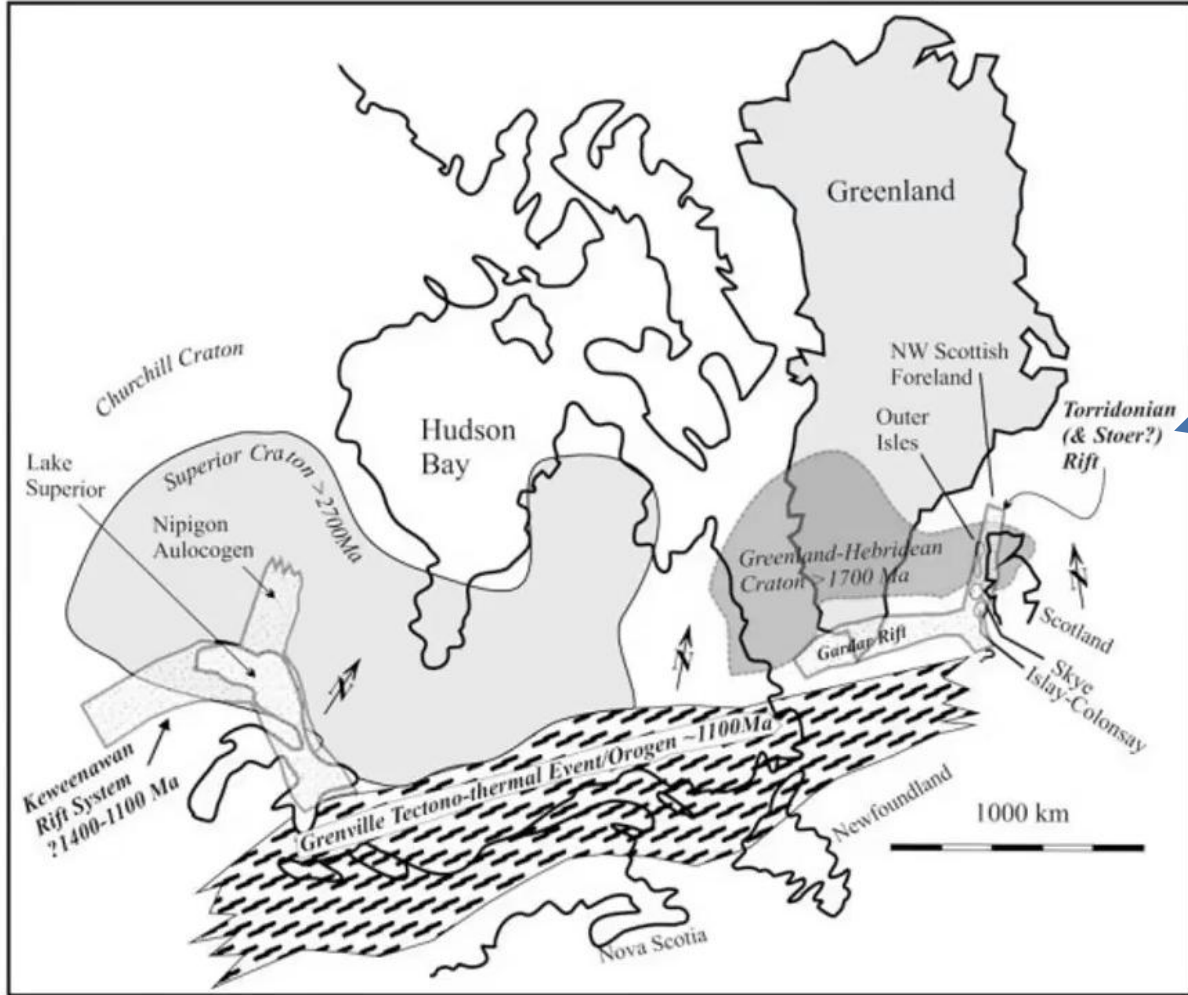 Greenland
NW Scottish
Foreland
Churchill Craton
Outer
Isles
Torridonian
(& Stoer?)
Rift
Hudson
Bay
Lake
Superior
Superior Craton >2700Ma
Nipigon
Aulocogen
Greenland-Hebridean
Craton >1700 Ma
N
N
N
Scotland
Gardar Rift
Skye
Islay-Colonsay
Keweenawan
Rift System
?1400-1100 Ma
Grenville Tectono-thermal Event/Orogen ~1100Ma
Newfoundland
1000 km
Nova Scotia